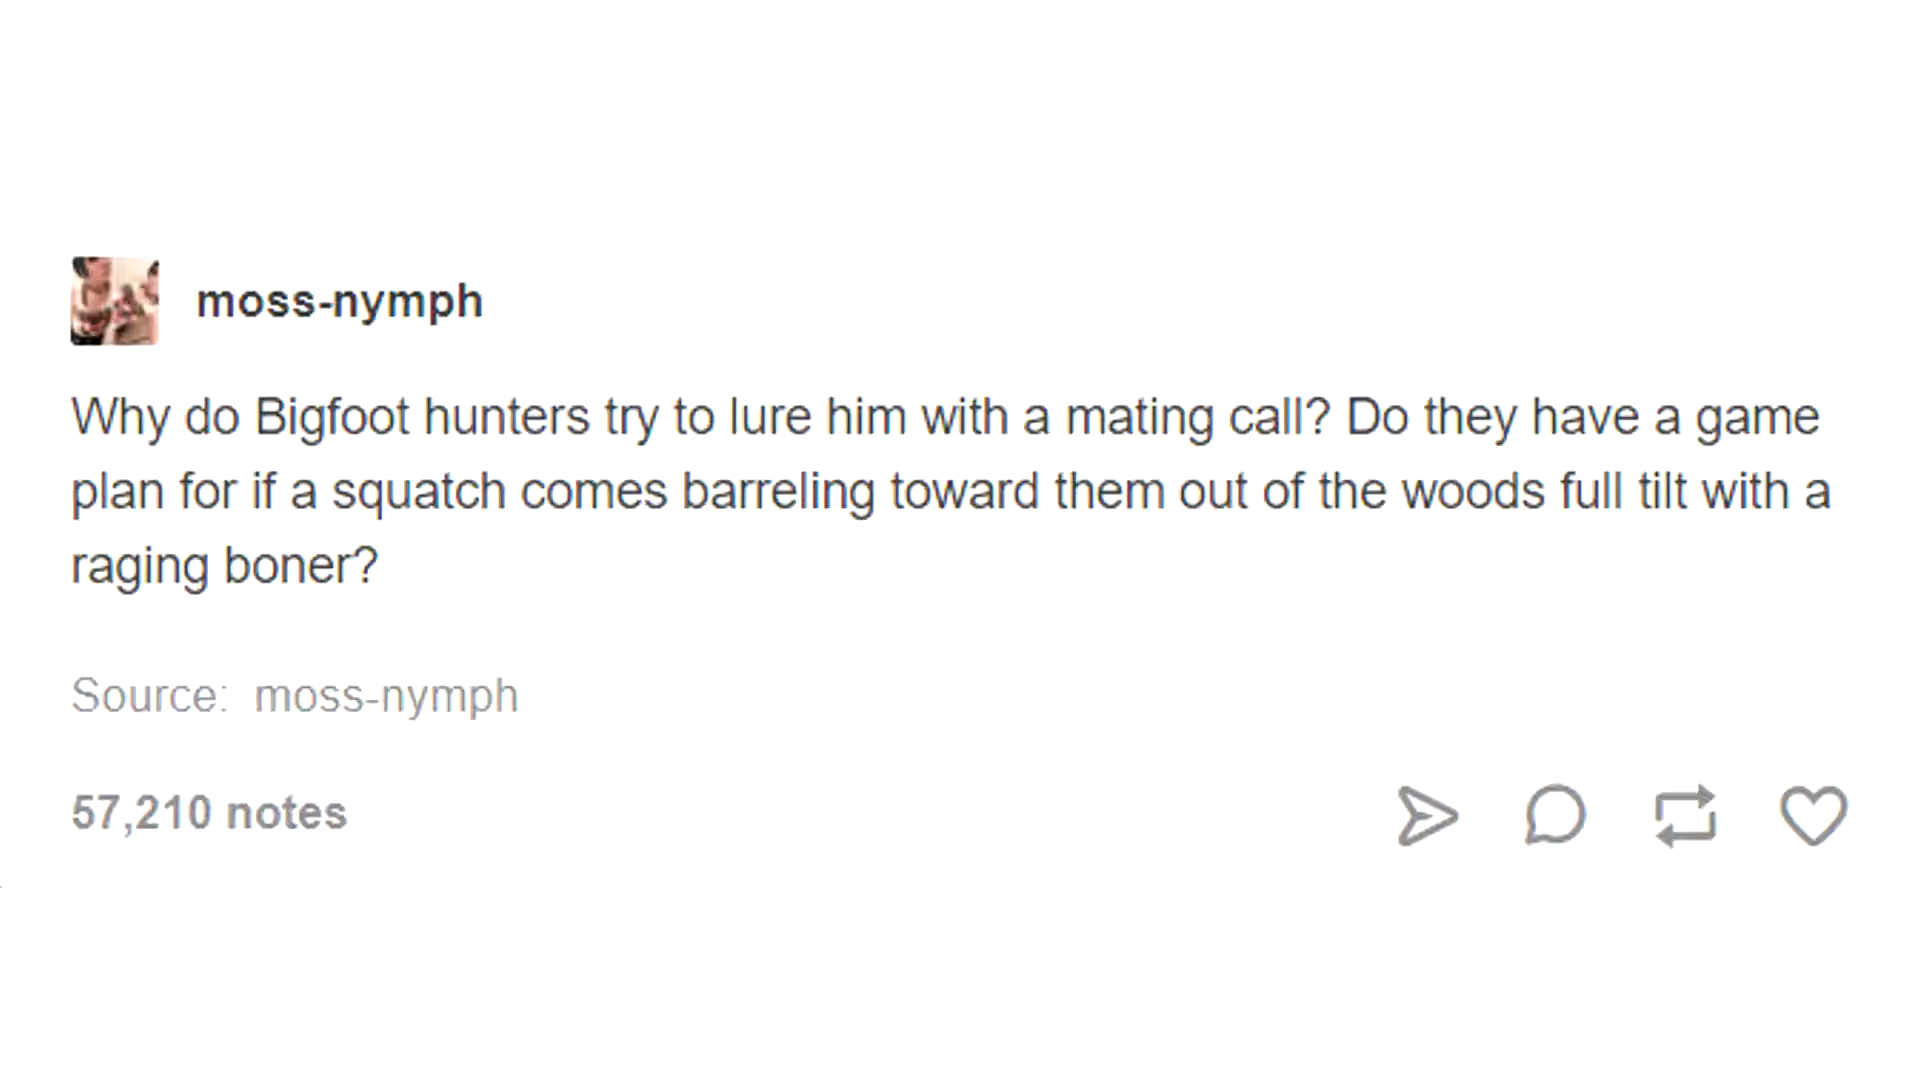 moss-nymph
Why do Bigfoot hunters try to lure him with a mating call? Do they have a game
plan for if a squatch comes barreling toward them out of the woods full tilt with a
raging boner?
Source: moss-nymph
57,210 notes